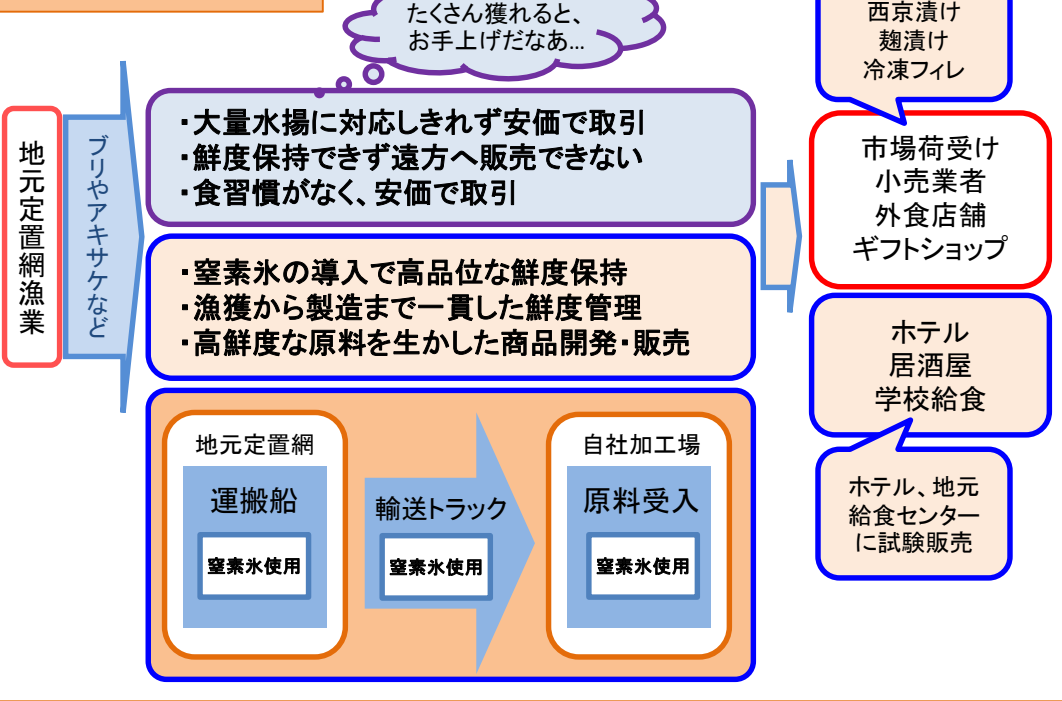 たくさん獲れると、
お手上げだなあ…
西京漬け
麹漬け
冷凍フィレ
地元定置網漁業
ブリやアキサケなど
・大量水揚に対応しきれず安価で取引
・鮮度保持できず遠方へ販売できない
・食習慣がなく、安価で取引
・窒素氷の導入で高品位な鮮度保持
・漁獲から製造まで一貫した鮮度管理
・高鮮度な原料を生かした商品開発・販売
市場荷受け
小売業者
外食店舗
ギフトショップ
ホテル
居酒屋
学校給食
ホテル、地元
給食センター
に試験販売
地元定置網
運搬船
窒素氷使用
輸送トラック
窒素氷使用
自社加工場
原料受入
窒素氷使用